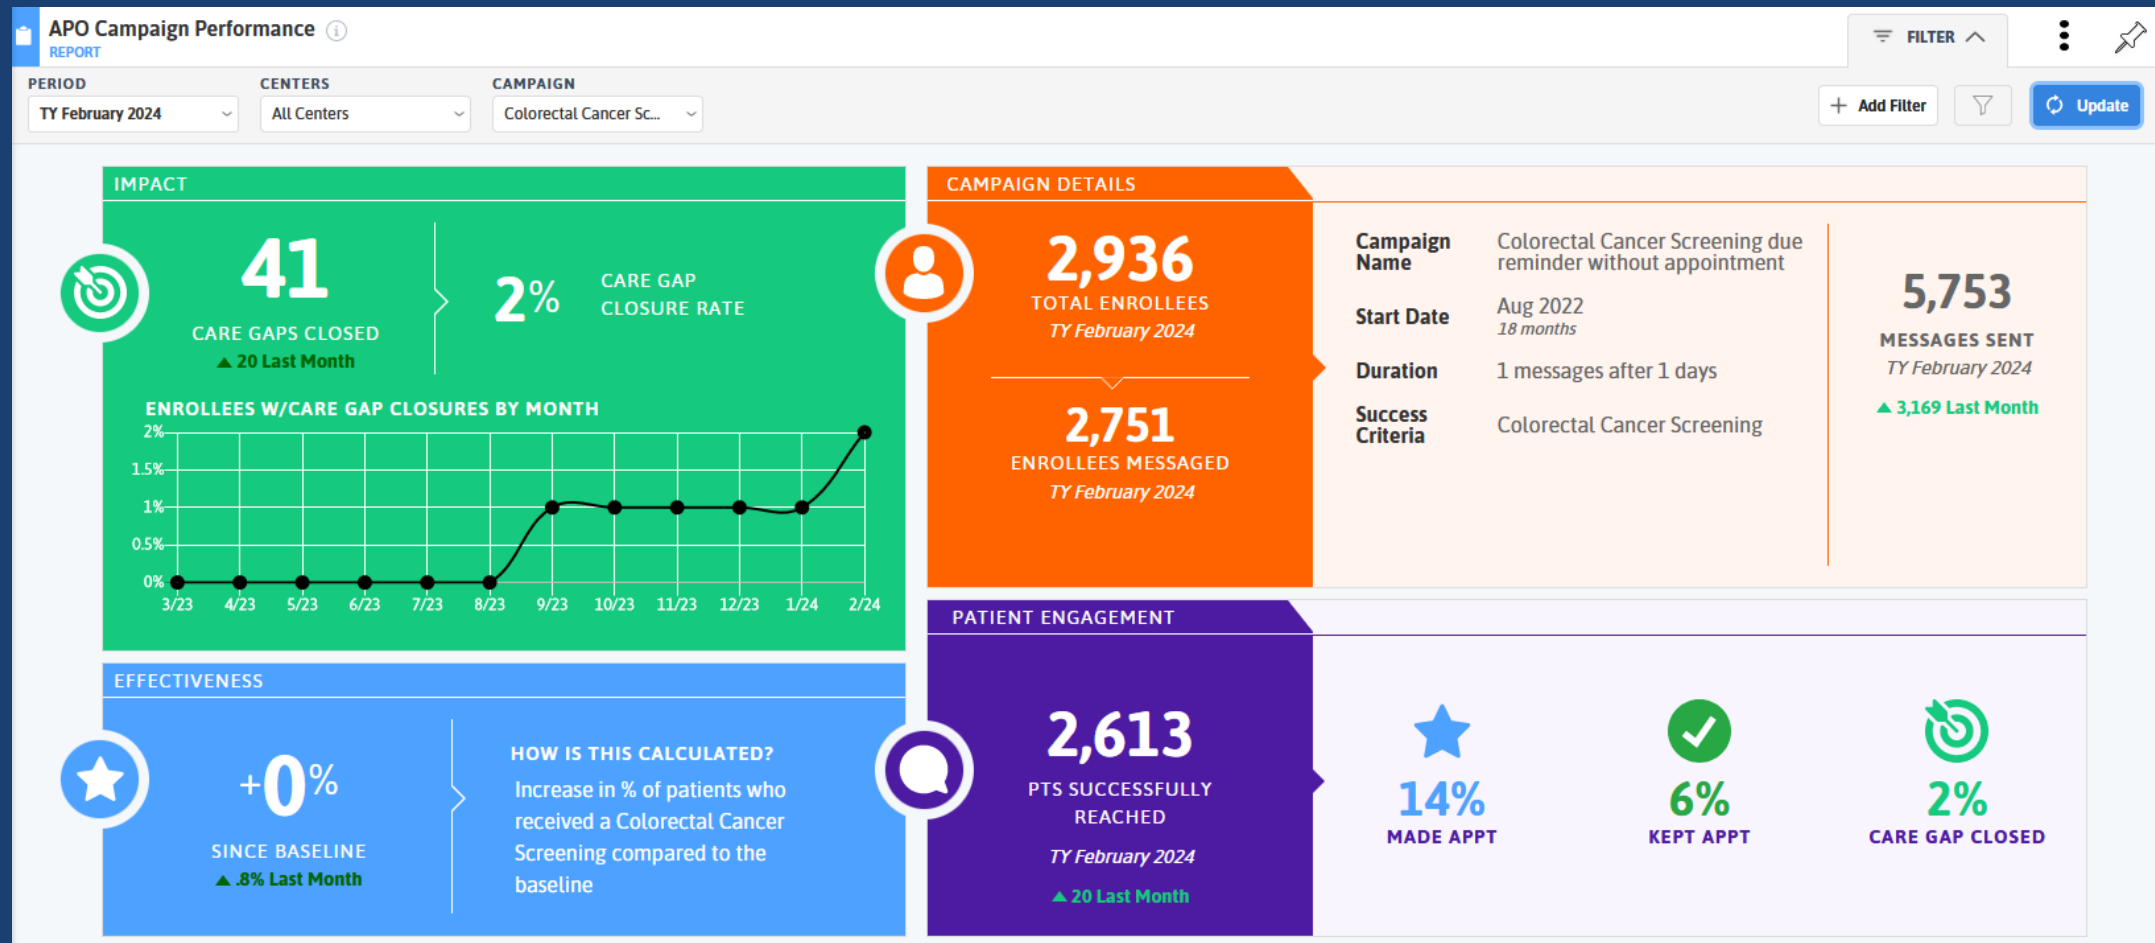 APO Campaign Performance
REPORT
FILTER
PERIOD
CENTERS
CAMPAIGN
TY February 2024
All Centers
Colorectal Cancer Sc...
+ Add Filter
Update
IMPACT
41
CARE GAPS CLOSED
▲ 20 Last Month
2%
CARE GAP
CLOSURE RATE
ENROLLEES W/CARE GAP CLOSURES BY MONTH
2%
1.5%
1%
0.5%
0%
3/23 4/23 5/23 6/23 7/23 8/23 9/23 10/23 11/23 12/23 1/24 2/24
CAMPAIGN DETAILS
2,936
TOTAL ENROLLEES
TY February 2024
2,751
ENROLLEES MESSAGED
TY February 2024
Campaign Name
Colorectal Cancer Screening due
reminder without appointment
Start Date
Aug 2022
18 months
Duration
1 messages after 1 days
Success Criteria
Colorectal Cancer Screening
5,753
MESSAGES SENT
TY February 2024
▲ 3,169 Last Month
EFFECTIVENESS
+0%
SINCE BASELINE
▲ .8% Last Month
HOW IS THIS CALCULATED?
Increase in % of patients who
received a Colorectal Cancer
Screening compared to the
baseline
PATIENT ENGAGEMENT
2,613
PTS SUCCESSFULLY
REACHED
TY February 2024
▲ 20 Last Month
14%
MADE APPT
6%
KEPT APPT
2%
CARE GAP CLOSED